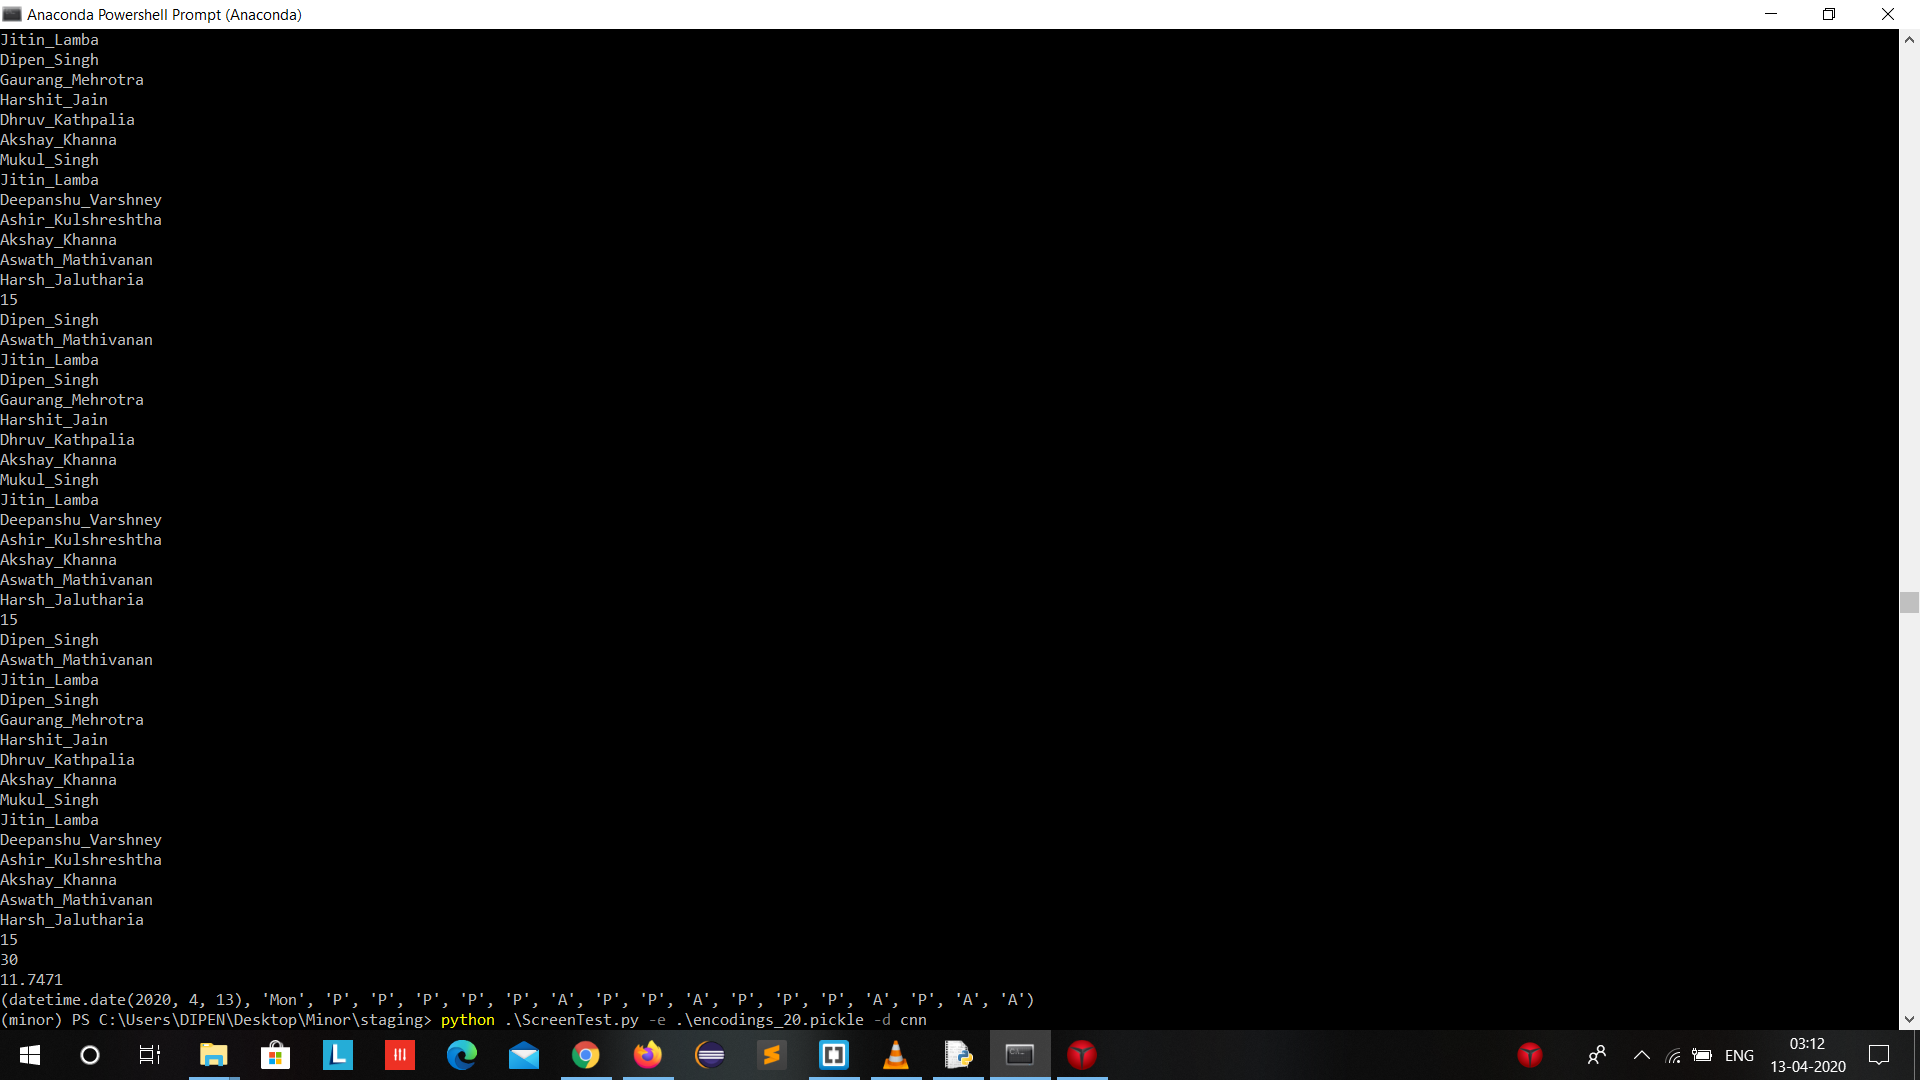 Anaconda Powershell Prompt (Anaconda)
Jitin_Lamba
Dipen_Singh
Gaurang_Mehrotra
Harshit_Jain
Dhruv_Kathpalia
Akshay_Khanna
Mukul_Singh
Jitin_Lamba
Deepanshu_Varshney
Ashir_Kulshreshtha
Akshay_Khanna
Aswath_Mathivanan
Harsh_Jalutharia
15
Dipen_Singh
Aswath_Mathivanan
Jitin_Lamba
Dipen_Singh
Gaurang_Mehrotra
Harshit_Jain
Dhruv_Kathpalia
Akshay_Khanna
Mukul_Singh
Jitin_Lamba
Deepanshu_Varshney
Ashir_Kulshreshtha
Akshay_Khanna
Aswath_Mathivanan
Harsh_Jalutharia
15
Dipen_Singh
Aswath_Mathivanan
Jitin_Lamba
Dipen_Singh
Gaurang_Mehrotra
Harshit_Jain
Dhruv_Kathpalia
Akshay_Khanna
Mukul_Singh
Jitin_Lamba
Deepanshu_Varshney
Ashir_Kulshreshtha
Akshay_Khanna
Aswath_Mathivanan
Harsh_Jalutharia
15
30
11.7471
(datetime.date(2020, 4, 13), 'Mon', 'P', 'P', 'P', 'P', 'P', 'A', 'P', 'P', 'A', 'P', 'P', 'P', 'A', 'P', 'A', 'A')
(minor) PS C:\Users\DIPEN\Desktop\Minor\staging> python .\ScreenTest.py -e .\encodings_20.pickle -d cnn
L
ENG
03:12
13-04-2020